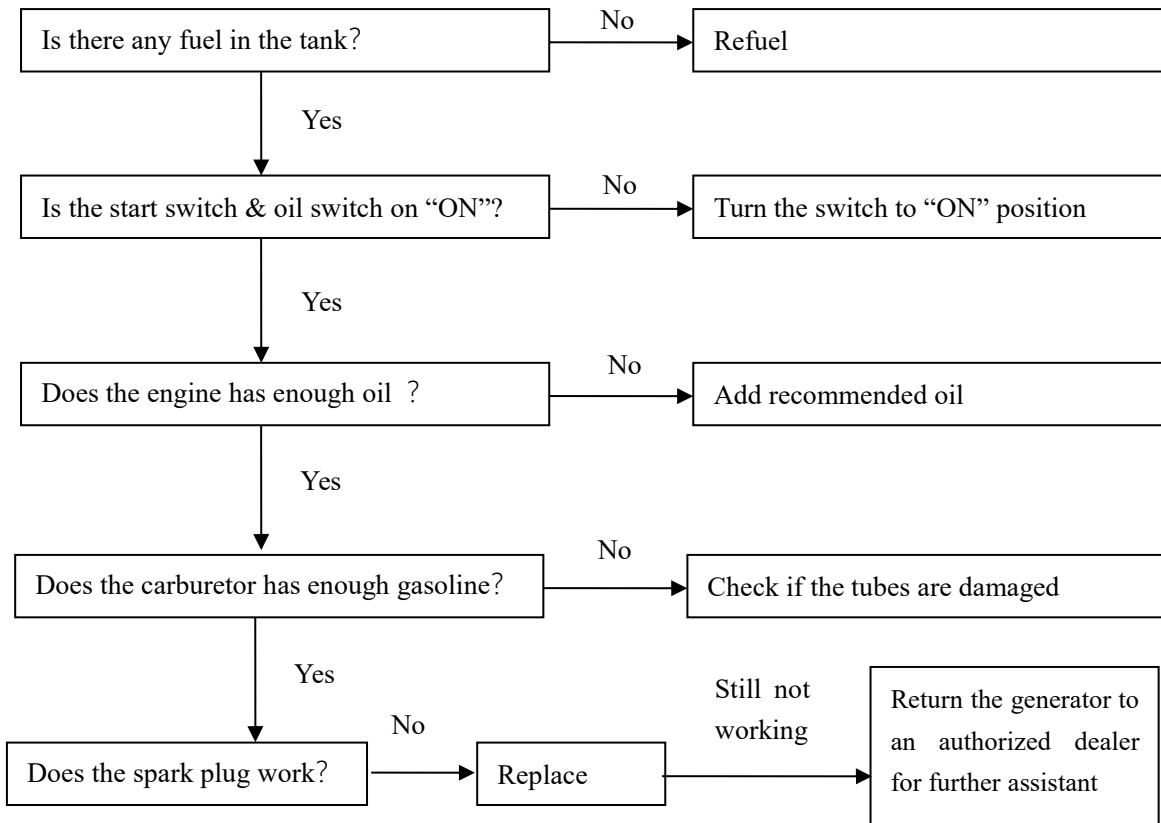 Is there any fuel in the tank？
No
Refuel
Yes
Is the start switch & oil switch on “ON”?
No
Turn the switch to “ON” position
Yes
Does the engine has enough oil ？
No
Add recommended oil
Yes
Does the carburetor has enough gasoline？
No
Check if the tubes are damaged
Yes
Does the spark plug work？
No
Replace
Still not
working
Return the generator to
an authorized dealer
for further assistant